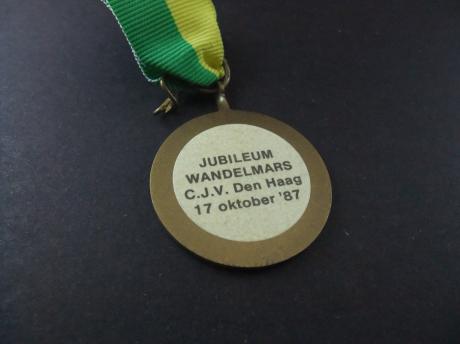 JUBILEUM
WANDELMARS
C.J.V. Den Haag
17 oktober '87